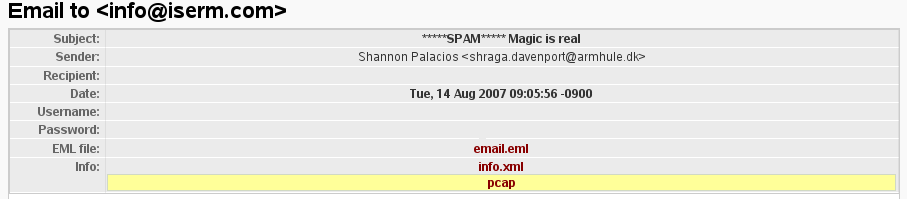 Email to <info@iserm.com>
Subject: *****SPAM***** Magic is real
Sender: Shannon Palacios <shraga.davenport@armhule.dk>
Recipient:
Date: Tue, 14 Aug 2007 09:05:56 -0900
Username:
Password:
EML file: email.eml
Info: info.xml
pcap